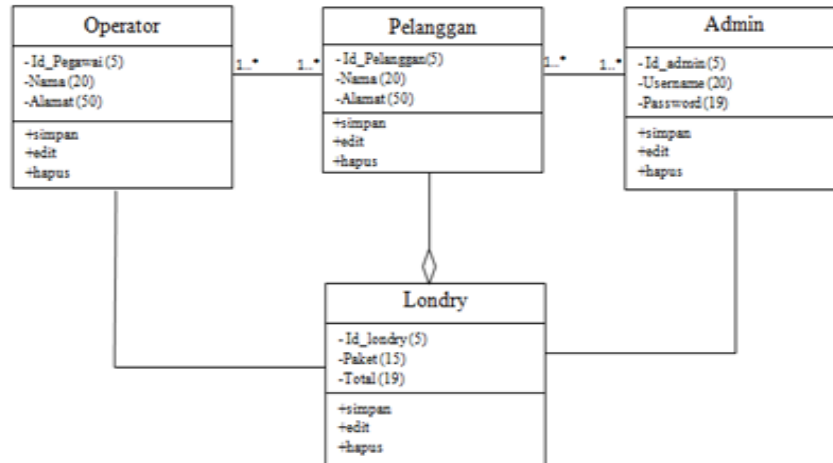 Operator
-Id_Pegawai(5)
-Nama(20)
-Alamat(50)
+simpan
+edit
+hapus
1..*
1..*
Pelanggan
-Id_Pelanggan(5)
-Nama(20)
-Alamat(50)
+simpan
+edit
+hapus
1..*
1..*
Admin
-Id_admin(5)
-Username(20)
-Password(19)
+simpan
+edit
+hapus
Londry
-Id_londry(5)
-Paket(15)
-Total(19)
+simpan
+edit
+hapus